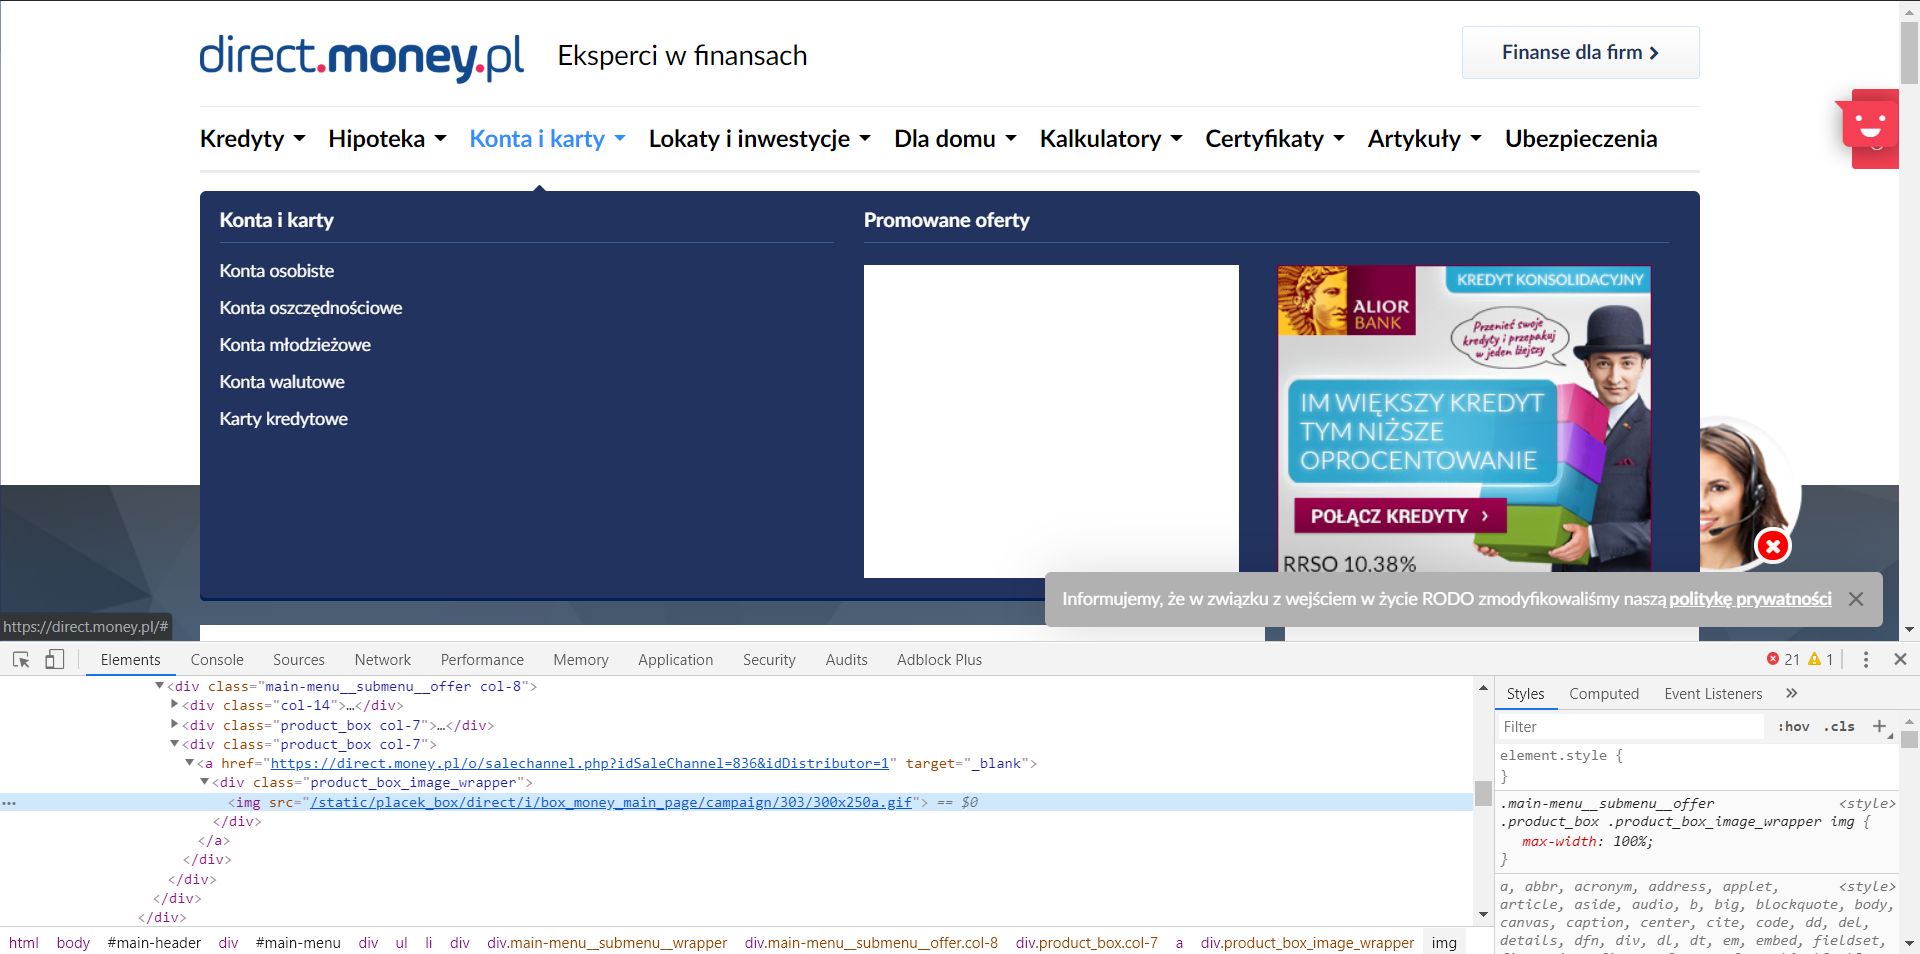 direct.money.pl
Eksperci w finansach
Finanse dla firm
Kredyty
Hipoteka
Konta i karty
Lokaty i inwestycje
Dla domu
Kalkulatory
Certyfikaty
Artykuły
Ubezpieczenia
Konta i karty
Konta osobiste
Konta oszczędnościowe
Konta młodzieżowe
Konta walutowe
Karty kredytowe
Promowane oferty
ALIOR
BANK
KREDYT KONSOLIDACYJNY
Przenieś swoje
kredyty i przepakuj
w jeden lżejszy
IM WIĘKSZY KREDYT
TYM NIŻSZE
OPROCENTOWANIE
POŁĄCZ KREDYTY >
RRSO 10.38%
Informujemy, że w związku z wejściem w życie RODO zmodyfikowaliśmy naszą politykę prywatności
https://direct.money.pl/#
Elements Console Sources Network Performance Memory Application Security Audits Adblock Plus
21 1
<div class="main-menu__submenu__offer col-8">
<div class="col-14">…</div>
<div class="product_box col-7">…</div>
<div class="product_box col-7">
<a href="https://direct.money.pl/o/salechannel.php?idSaleChannel=836&idDistributor=1" target="_blank">
<div class="product_box_image_wrapper">
<img src="/static/placek_box/direct/i/box_money_main_page/campaign/303/300x250a.gif"> == $0
</div>
</a>
</div>
</div>
</div>
</div>
html body #main-header div #main-menu div ul li div div.main-menu__submenu__wrapper div.main-menu__submenu__offer.col-8 div.product_box.col-7 a div.product_box_image_wrapper img
Styles Computed Event Listeners »
Filter :hov .cls +
element.style {
}
.main-menu__submenu__offer <style>
.product_box .product_box_image_wrapper img {
max-width: 100%;
}
a, abbr, acronym, address, applet, <style>
article, aside, audio, b, big, blockquote, body,
canvas, caption, center, cite, code, dd, del,
details, dfn, div, dl, dt, em, embed, fieldset,